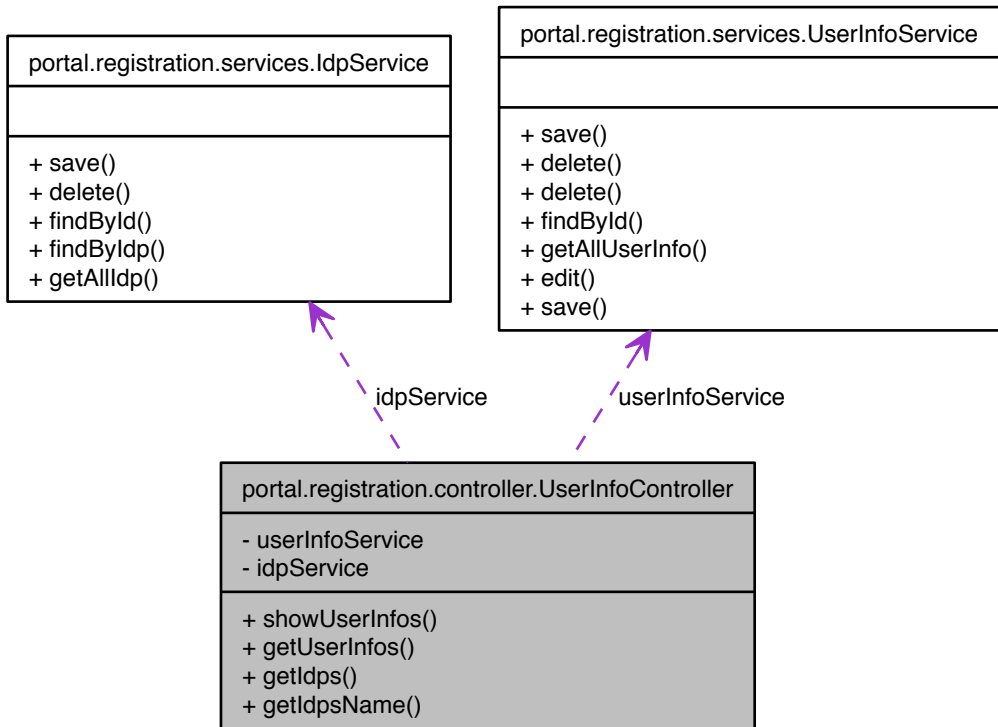 portal.registration.services.IdpService
+ save()
+ delete()
+ findById()
+ findByIdp()
+ getAllIdp()
portal.registration.services.UserInfoService
+ save()
+ delete()
+ delete()
+ findById()
+ getAllUserInfo()
+ edit()
+ save()
idpService
userInfoService
portal.registration.controller.UserInfoController
- userInfoService
- idpService
+ showUserInfos()
+ getUserInfos()
+ getIdps()
+ getIdpsName()